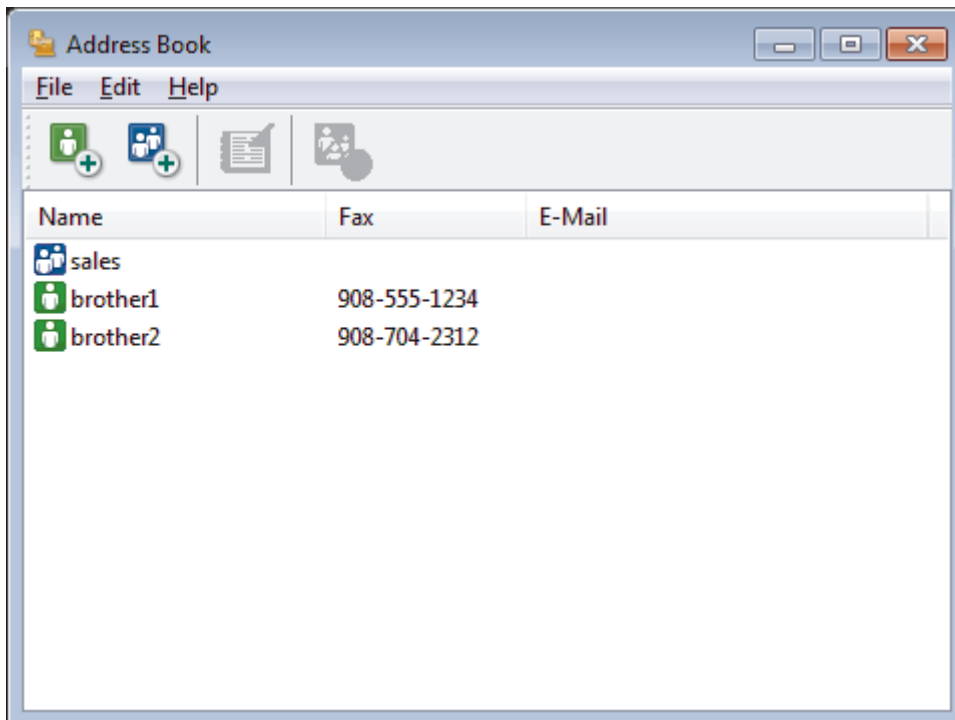 Address Book
File Edit Help
Name Fax E-Mail
sales
brother1 908-555-1234
brother2 908-704-2312